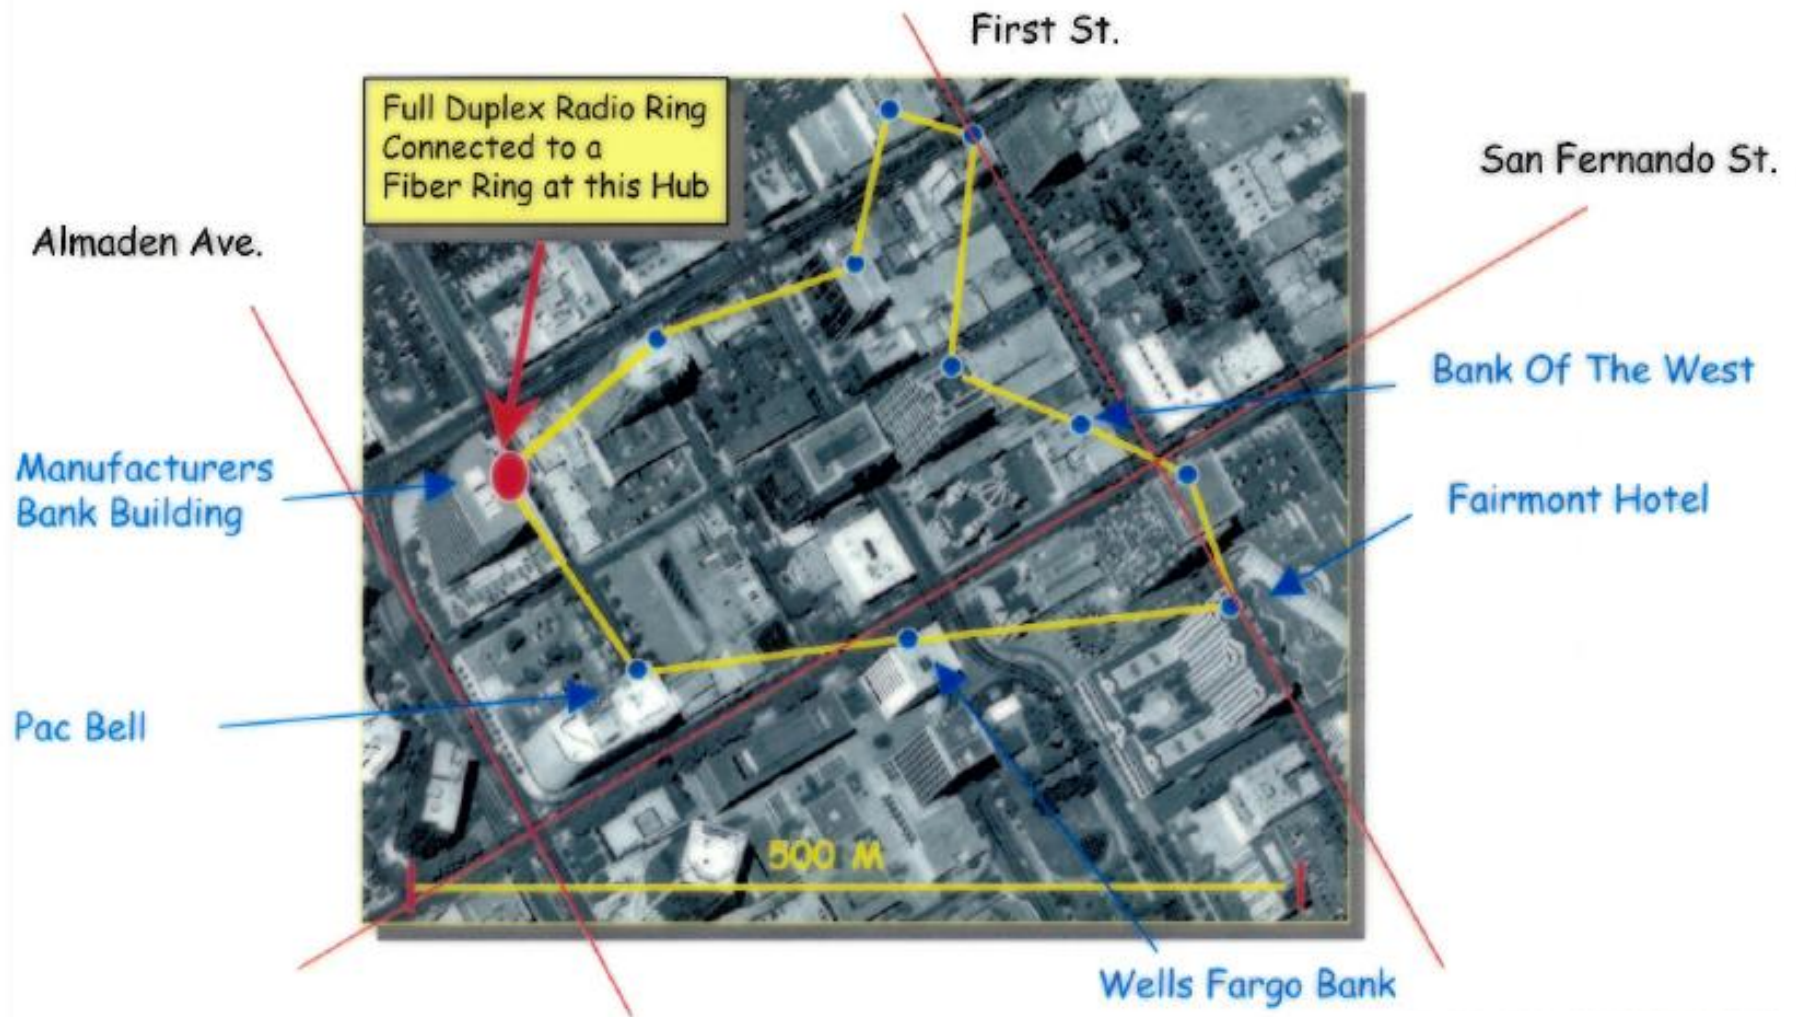 First St.
Full Duplex Radio Ring
Connected to a
Fiber Ring at this Hub
San Fernando St.
Almaden Ave.
Bank Of The West
Manufacturers
Bank Building
Fairmont Hotel
Pac Bell
500 M
Wells Fargo Bank